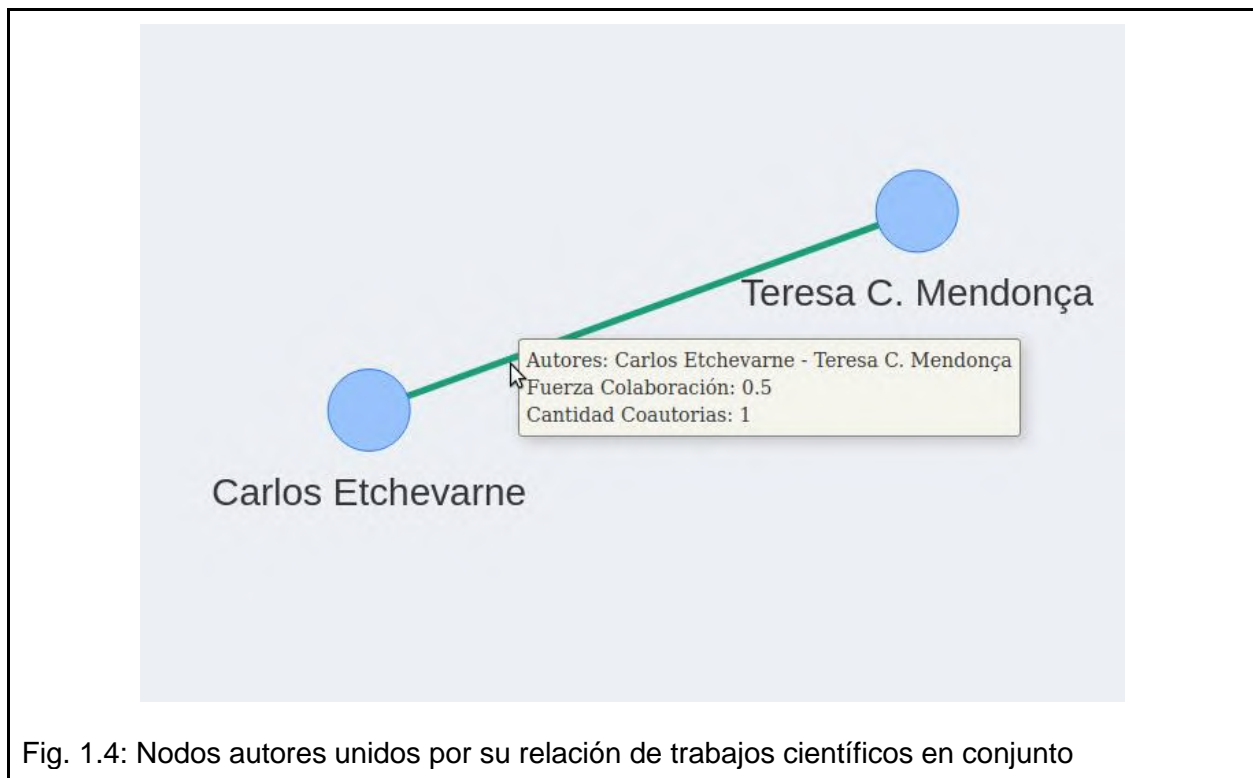 Teresa C. Mendonça
Autores: Carlos Etchevarne - Teresa C. Mendonça
Fuerza Colaboración: 0.5
Cantidad Coautorias: 1
Carlos Etchevarne
Fig. 1.4: Nodos autores unidos por su relación de trabajos científicos en conjunto